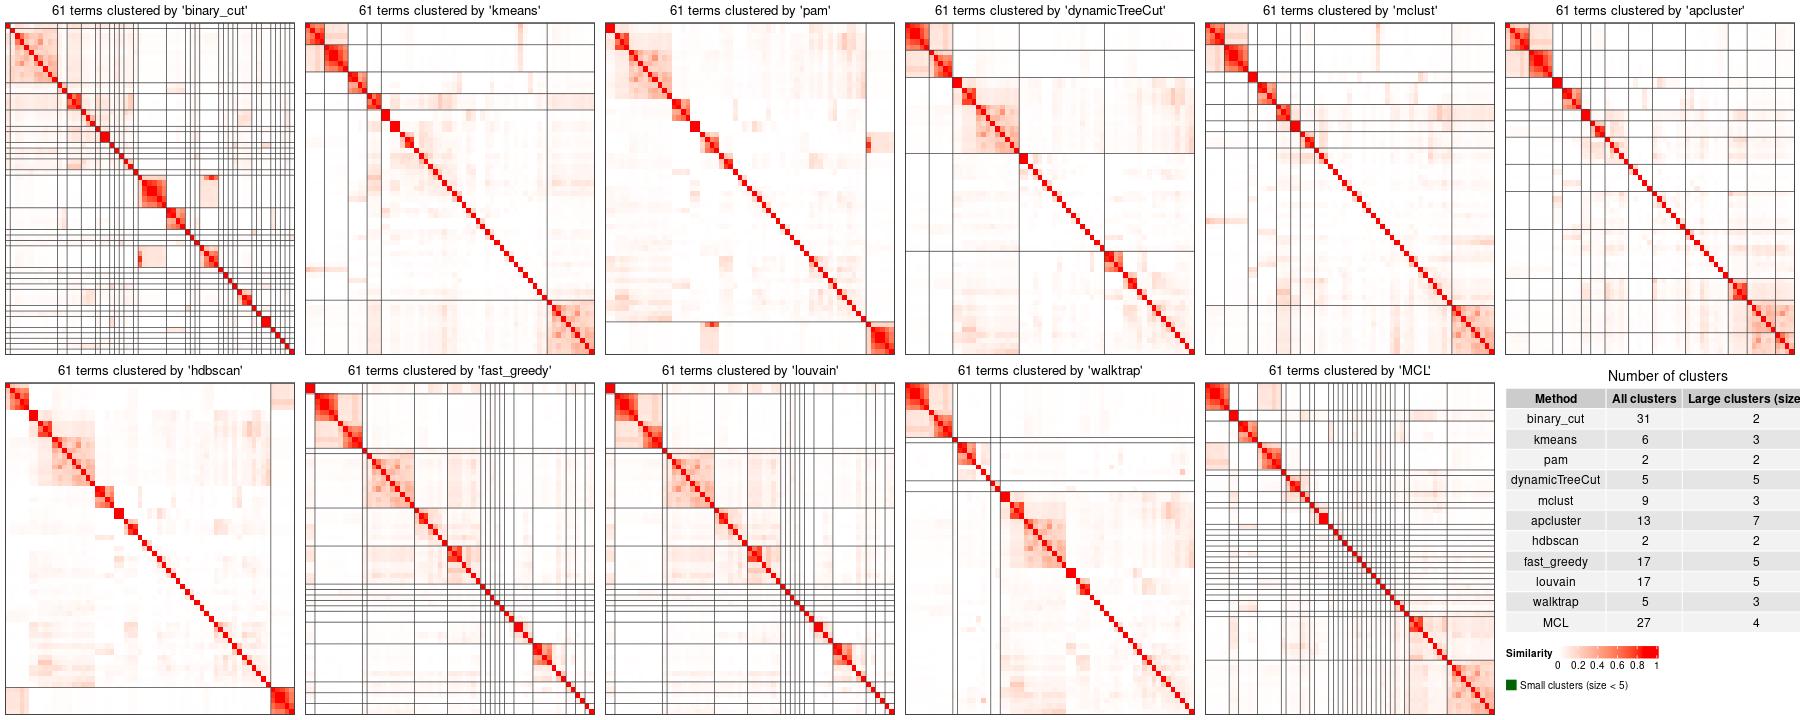 61 terms clustered by 'binary_cut'
61 terms clustered by 'kmeans'
61 terms clustered by 'pam'
61 terms clustered by 'dynamicTreeCut'
61 terms clustered by 'mclust'
61 terms clustered by 'apcluster'
61 terms clustered by 'hdbscan'
61 terms clustered by 'fast_greedy'
61 terms clustered by 'louvain'
61 terms clustered by 'walktrap'
61 terms clustered by 'MCL'
Number of clusters
Method All clusters Large clusters (size
binary_cut 31 2
kmeans 6 3
pam 2 2
dynamicTreeCut 5 5
mclust 9 3
apcluster 13 7
hdbscan 2 2
fast_greedy 17 5
louvain 17 5
walktrap 5 3
MCL 27 4
Similarity
0 0.2 0.4 0.6 0.8 1
Small clusters (size < 5)